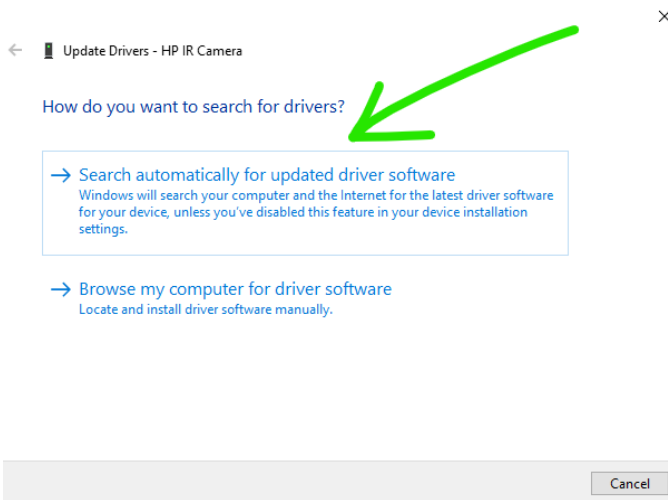 Update Drivers - HP IR Camera
How do you want to search for drivers?
Search automatically for updated driver software
Windows will search your computer and the Internet for the latest driver software
for your device, unless you've disabled this feature in your device installation
settings.
Browse my computer for driver software
Locate and install driver software manually.
Cancel